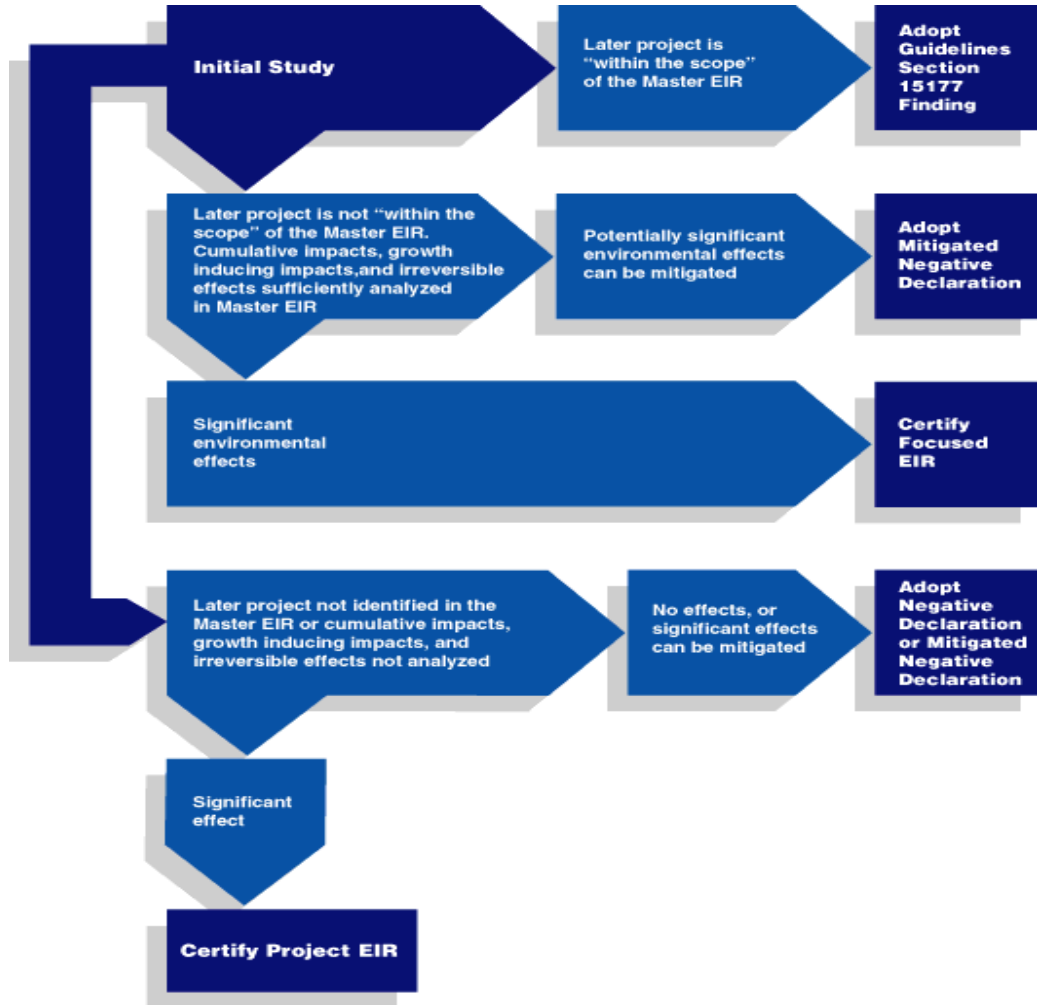 Initial Study
Later project is
“within the scope”
of the Master EIR
Adopt
Guidelines
Section
15177
Finding
Later project is not “within the
scope” of the Master EIR.
Cumulative impacts, growth
inducing impacts,and irreversible
effects sufficiently analyzed
in Master EIR
Potentially significant
environmental effects
can be mitigated
Adopt
Mitigated
Negative
Declaration
Significant
environmental
effects
Certify
Focused
EIR
Later project not identified in the
Master EIR or cumulative impacts,
growth inducing impacts, and
irreversible effects not analyzed
No effects, or
significant effects
can be mitigated
Adopt
Negative
Declaration
or Mitigated
Negative
Declaration
Significant
effect
Certify Project EIR